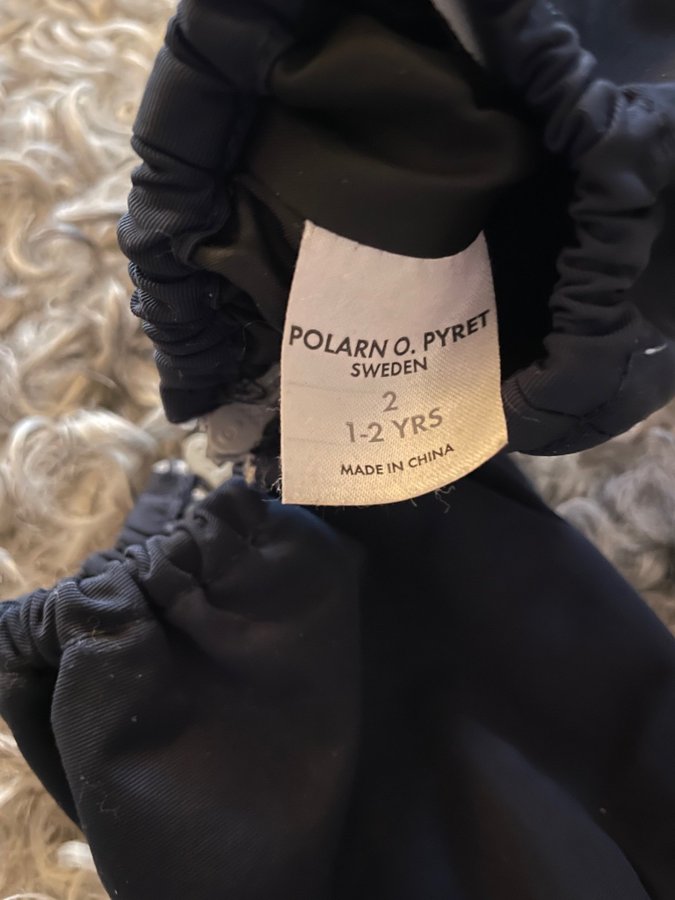 POLARN O. PYRET
SWEDEN
2
1-2 YRS
MADE IN CHINA